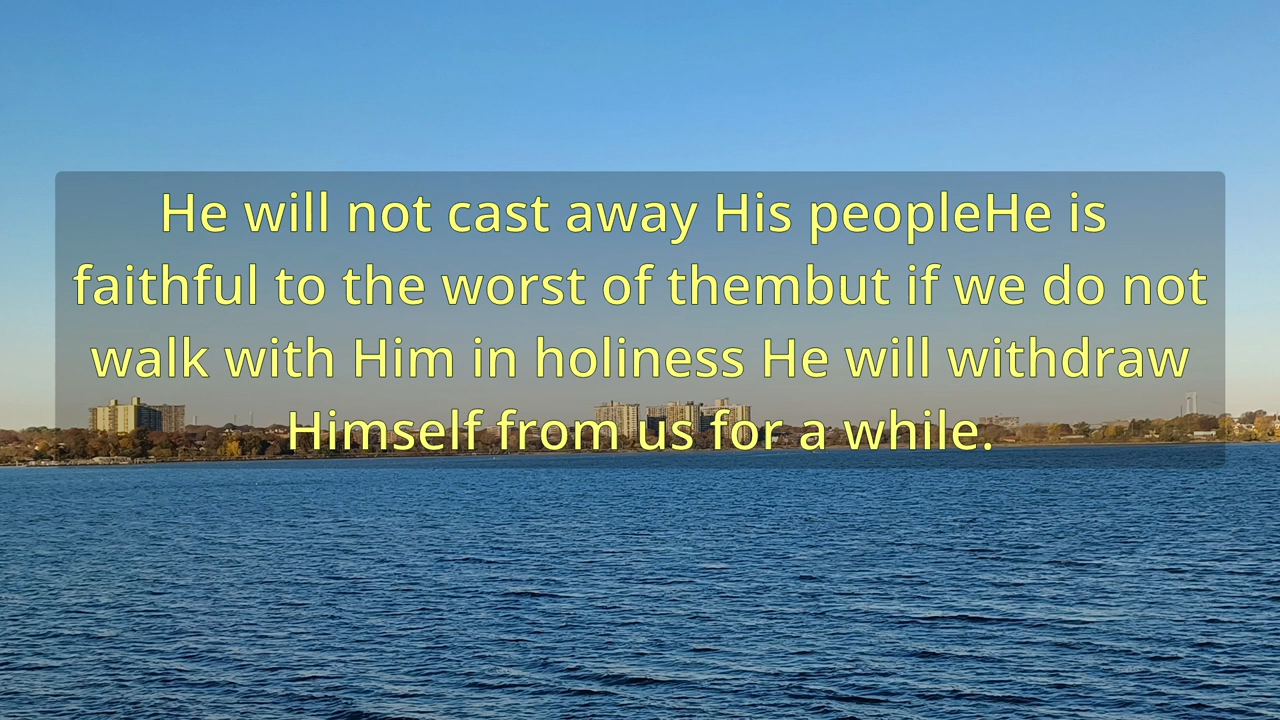 He will not cast away His peopleHe is
faithful to the worst of thembut if we do not
walk with Him in holiness He will withdraw
Himself from us for a while.